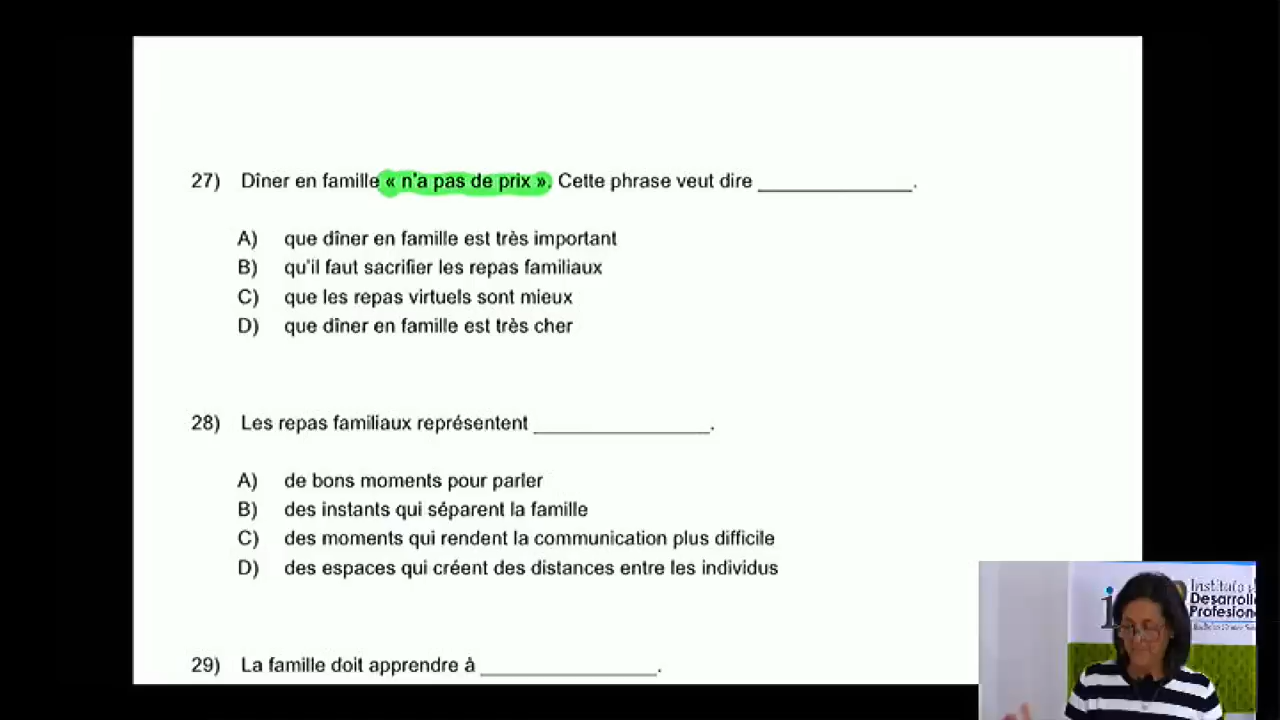 27) Dîner en famille « n'a pas de prix ». Cette phrase veut dire ______________.
A) que dîner en famille est très important
B) qu'il faut sacrifier les repas familiaux
C) que les repas virtuels sont mieux
D) que dîner en famille est très cher
28) Les repas familiaux représentent ________________.
A) de bons moments pour parler
B) des instants qui séparent la famille
C) des moments qui rendent la communication plus difficile
D) des espaces qui créent des distances entre les individus
29) La famille doit apprendre à ________________.
Instituto
Desarroll
Profesion